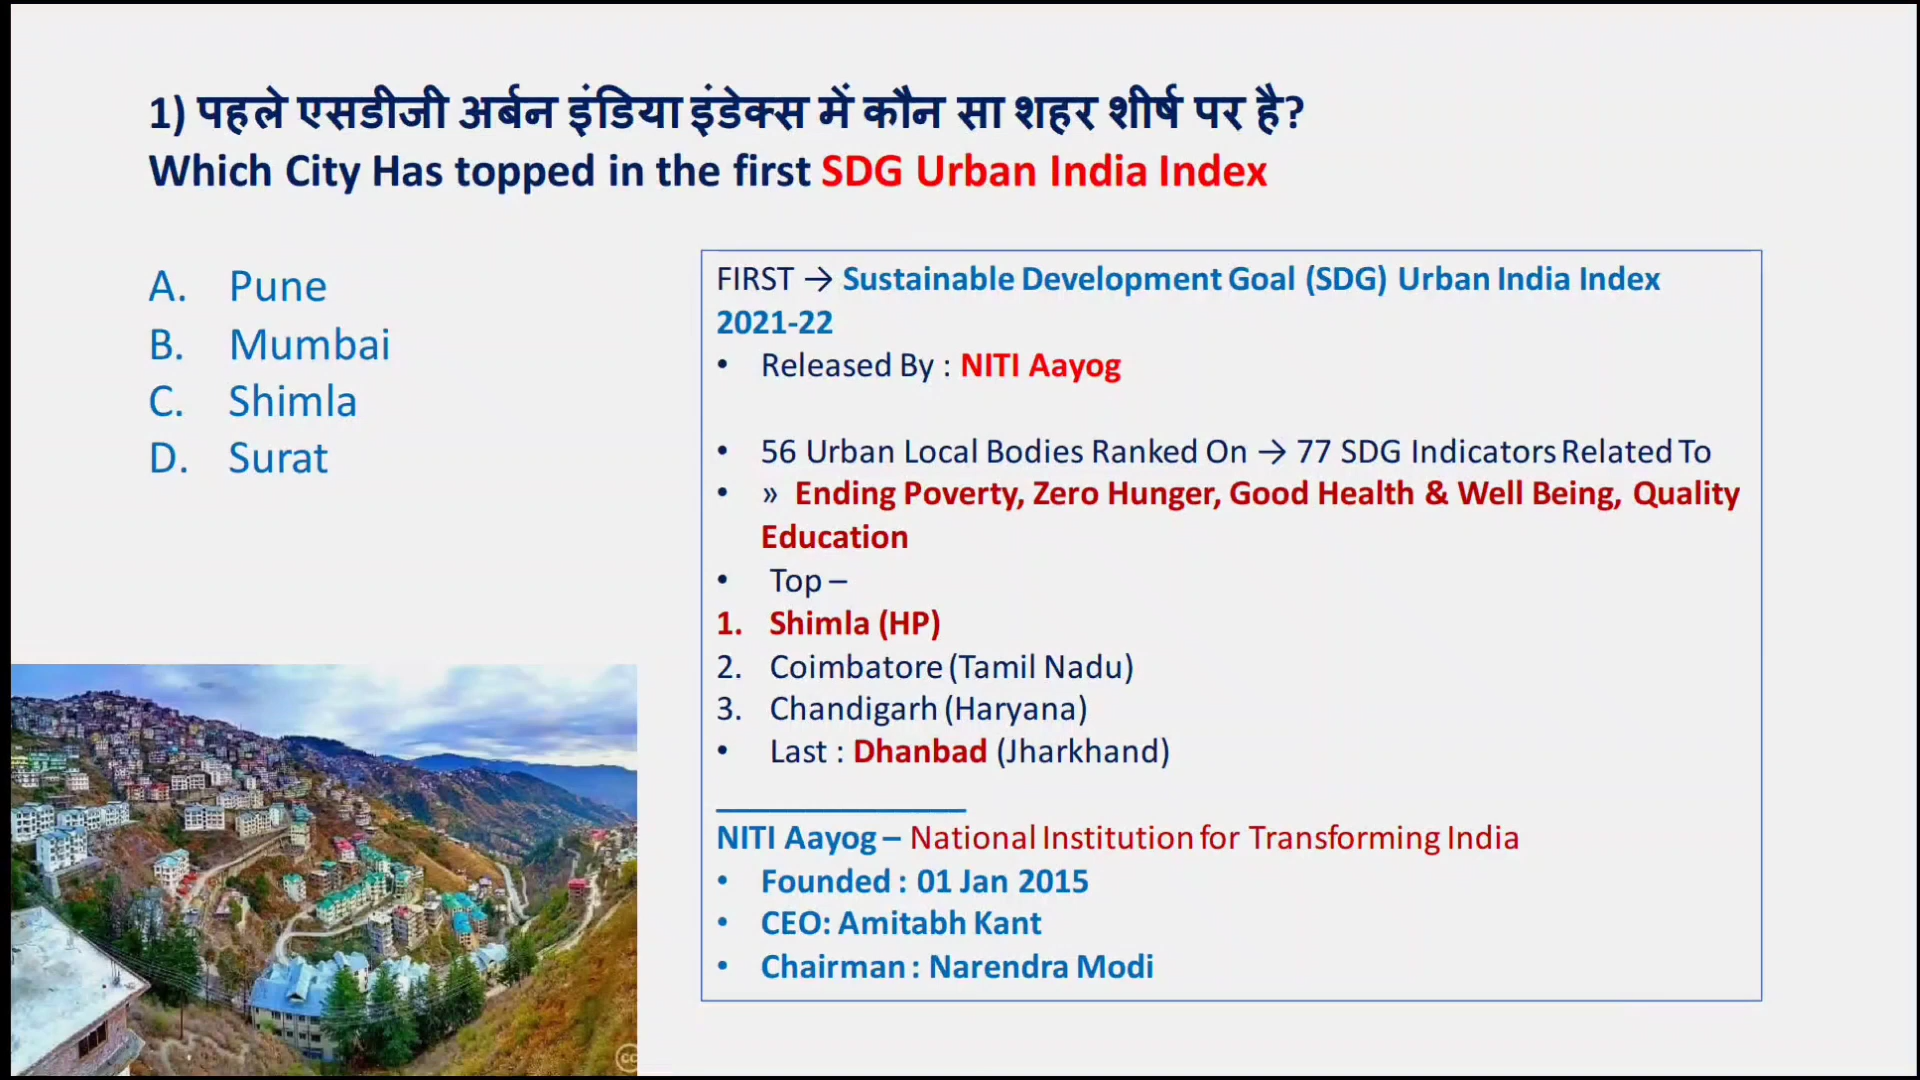 1) पहले एसडीजी अर्बन इंडिया इंडेक्स में कौन सा शहर शीर्ष पर है?
Which City Has topped in the first SDG Urban India Index
A. Pune
B. Mumbai
C. Shimla
D. Surat
FIRST → Sustainable Development Goal (SDG) Urban India Index
2021-22
• Released By : NITI Aayog
• 56 Urban Local Bodies Ranked On → 77 SDG Indicators Related To
• » Ending Poverty, Zero Hunger, Good Health & Well Being, Quality
Education
• Top –
1. Shimla (HP)
2. Coimbatore (Tamil Nadu)
3. Chandigarh (Haryana)
• Last : Dhanbad (Jharkhand)
NITI Aayog – National Institution for Transforming India
• Founded : 01 Jan 2015
• CEO: Amitabh Kant
• Chairman : Narendra Modi
cc